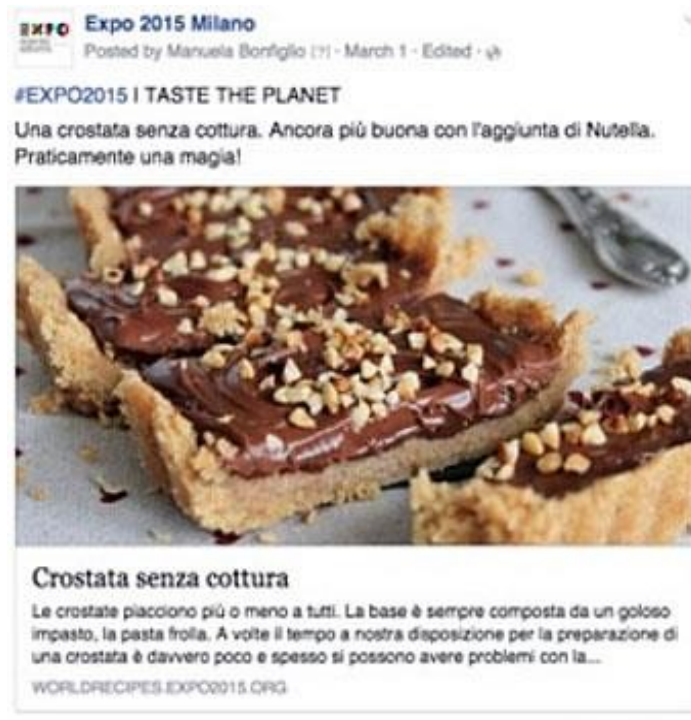 EXPO
Expo 2015 Milano
Posted by Manuela Bonfiglio [?] · March 1 · Edited ·
#EXPO2015 I TASTE THE PLANET
Una crostata senza cottura. Ancora più buona con l'aggiunta di Nutella.
Praticamente una magia!
Crostata senza cottura
Le crostate piacciono più o meno a tutti. La base è sempre composta da un goloso
impasto, la pasta frolla. A volte il tempo a nostra disposizione per la preparazione di
una crostata è davvero poco e spesso si possono avere problemi con la...
WORLDRECIPES.EXPO2015.ORG